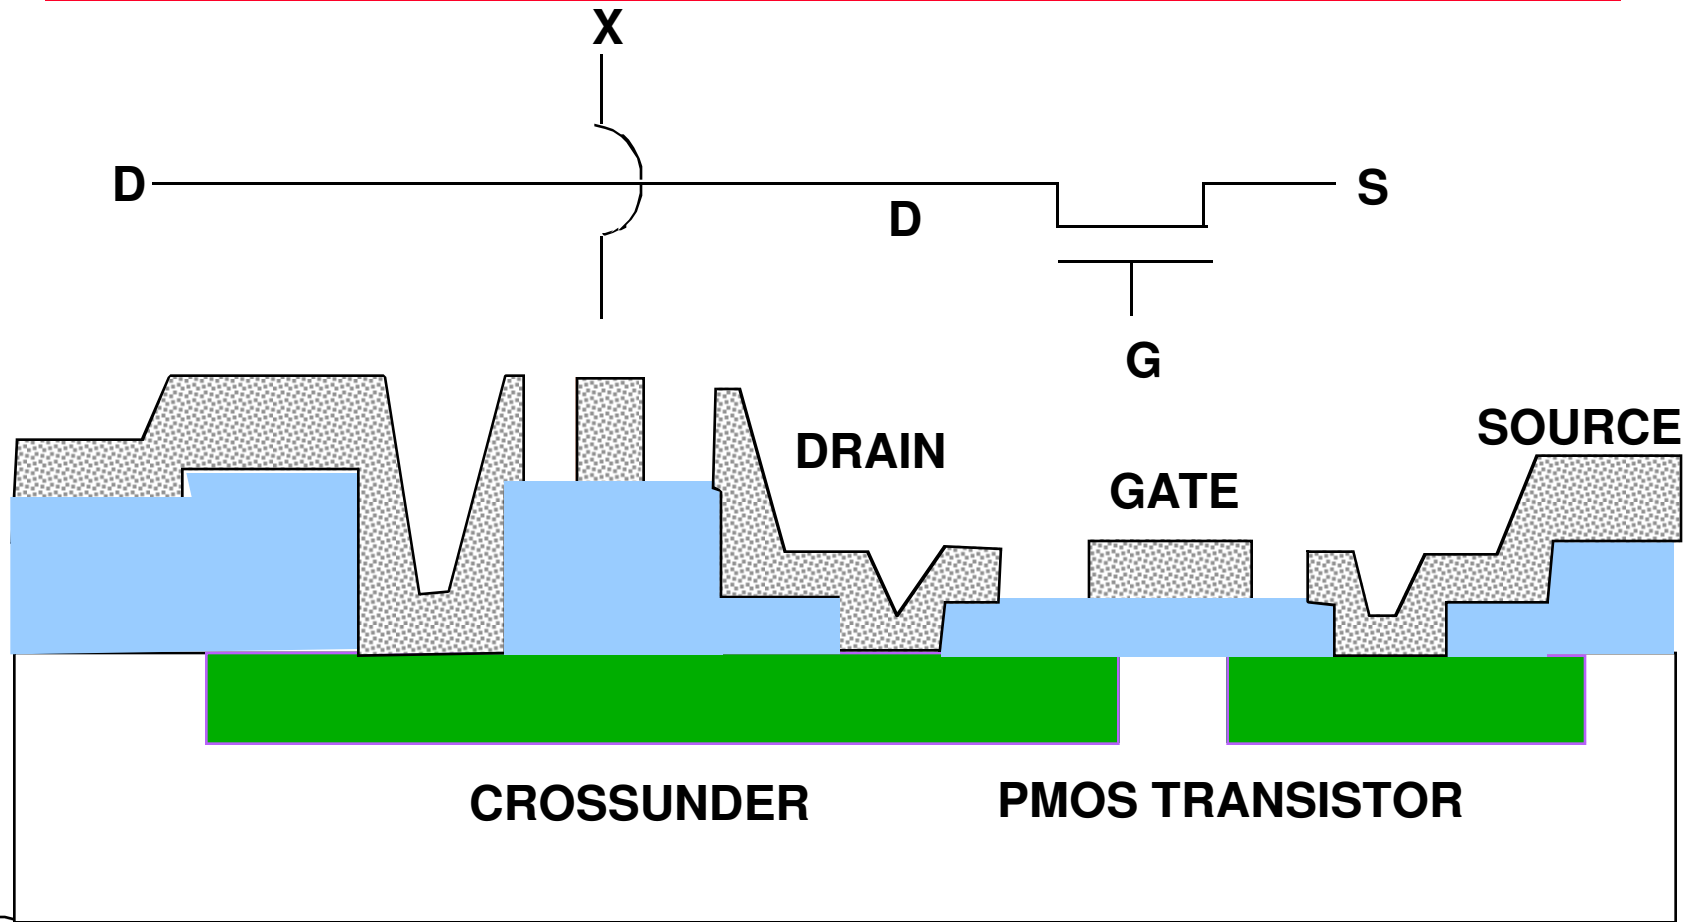 X
D
D
S
G
DRAIN
GATE
SOURCE
CROSSUNDER
PMOS TRANSISTOR